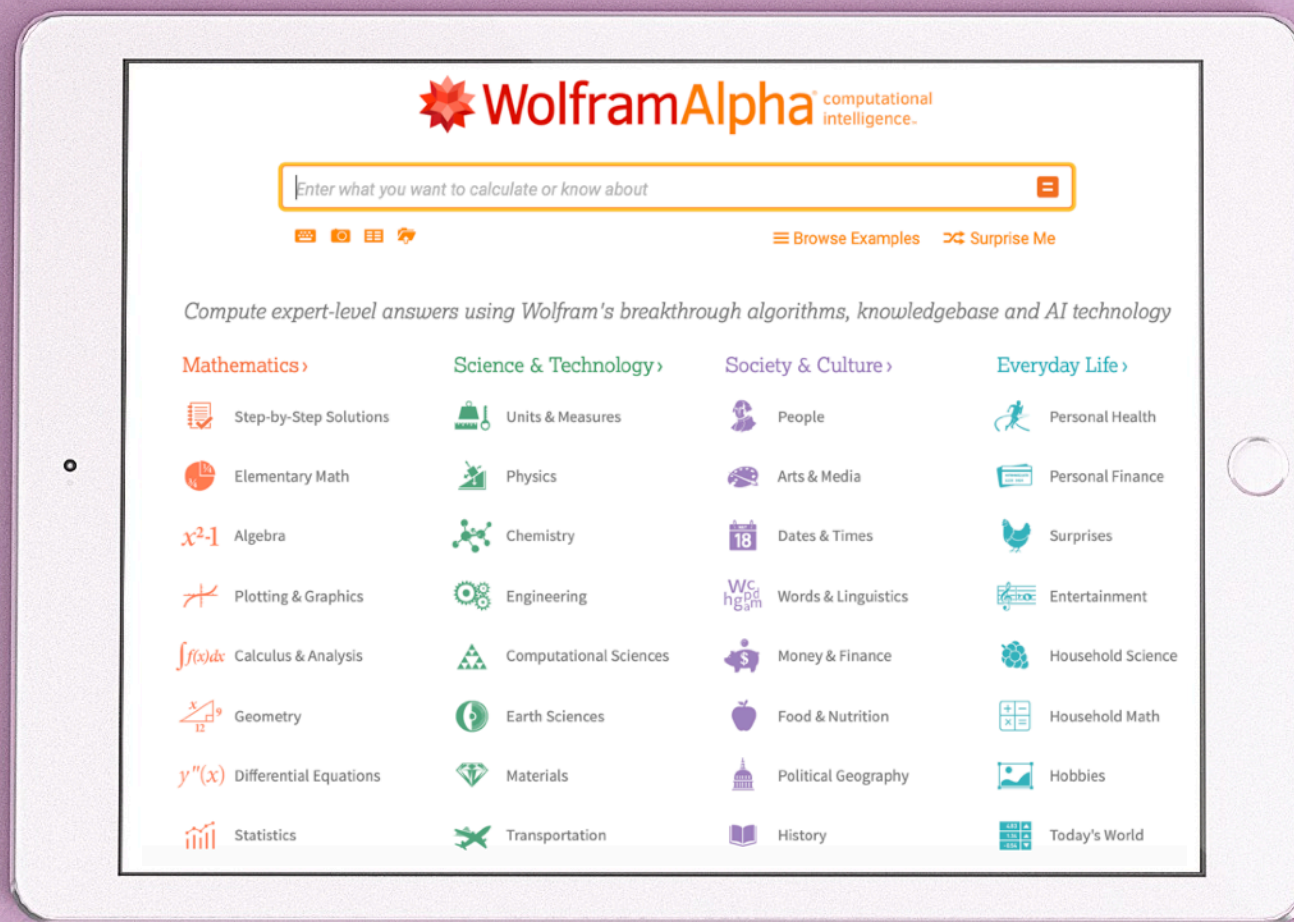 WolframAlpha computational intelligence.
Enter what you want to calculate or know about
Browse Examples Surprise Me
Compute expert-level answers using Wolfram's breakthrough algorithms, knowledgebase and AI technology
Mathematics ›
Step-by-Step Solutions
Elementary Math
x²-1 Algebra
Plotting & Graphics
∫f(x)dx Calculus & Analysis
x 9 12 Geometry
y″(x) Differential Equations
Statistics
Science & Technology ›
Units & Measures
Physics
Chemistry
Engineering
Computational Sciences
Earth Sciences
Materials
Transportation
Society & Culture ›
People
Arts & Media
18 Dates & Times
Words & Linguistics
$ Money & Finance
Food & Nutrition
Political Geography
History
Everyday Life ›
Personal Health
Personal Finance
Surprises
Entertainment
Household Science
Household Math
Hobbies
Today's World